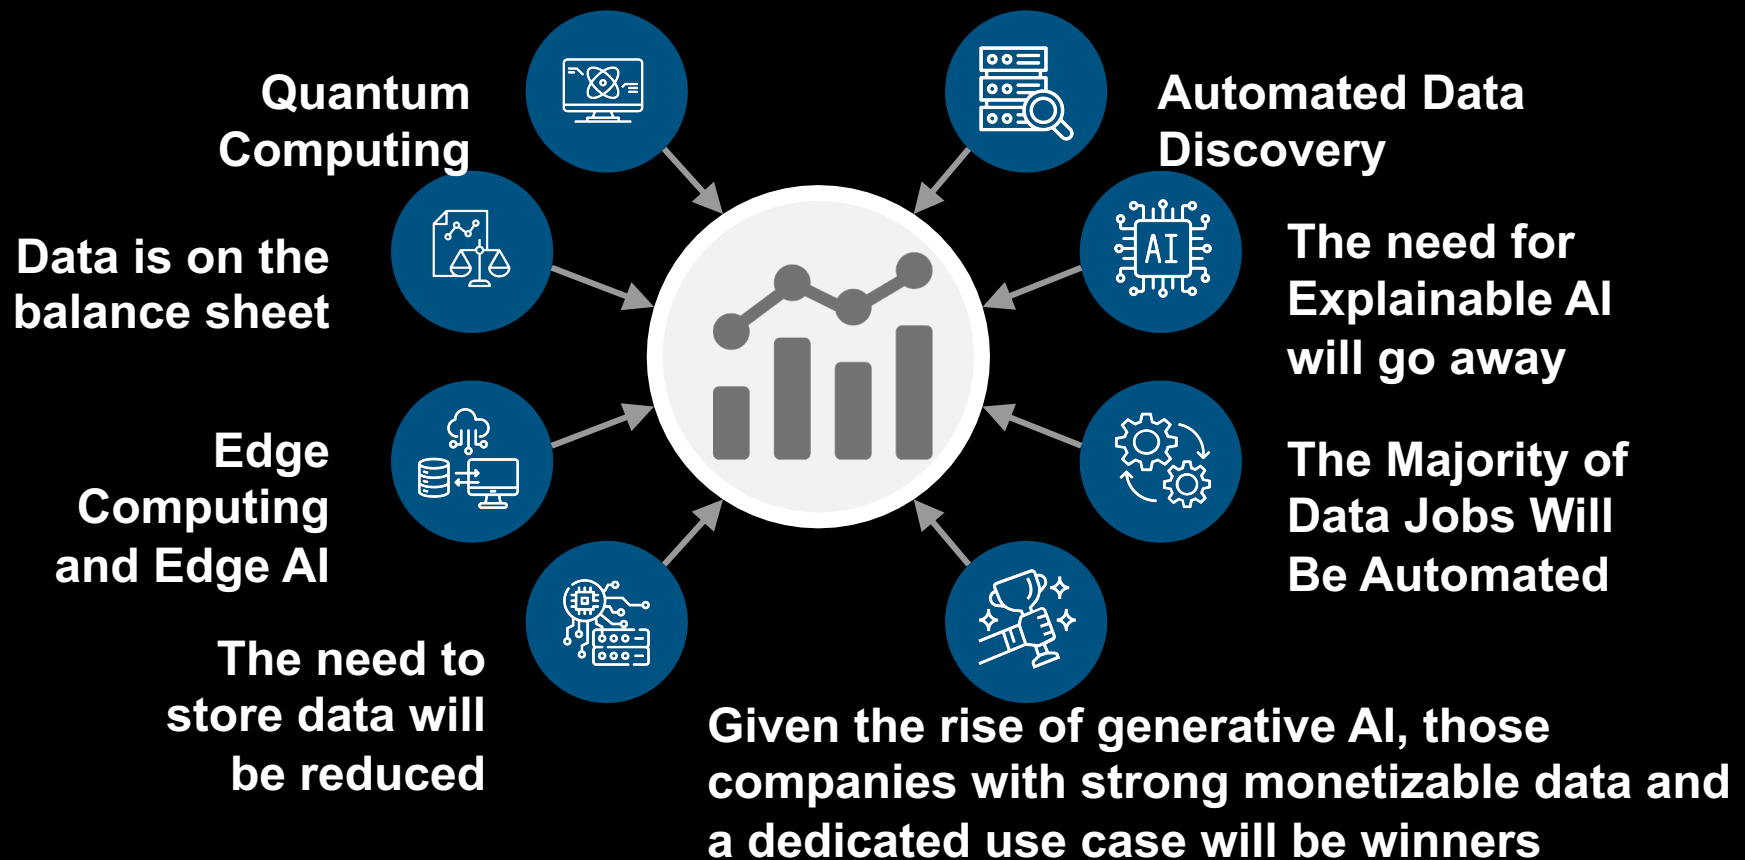 Quantum
Computing
Automated Data
Discovery
Data is on the
balance sheet
AI
The need for
Explainable AI
will go away
Edge
Computing
and Edge AI
The Majority of
Data Jobs Will
Be Automated
The need to
store data will
be reduced
Given the rise of generative AI, those
companies with strong monetizable data and
a dedicated use case will be winners